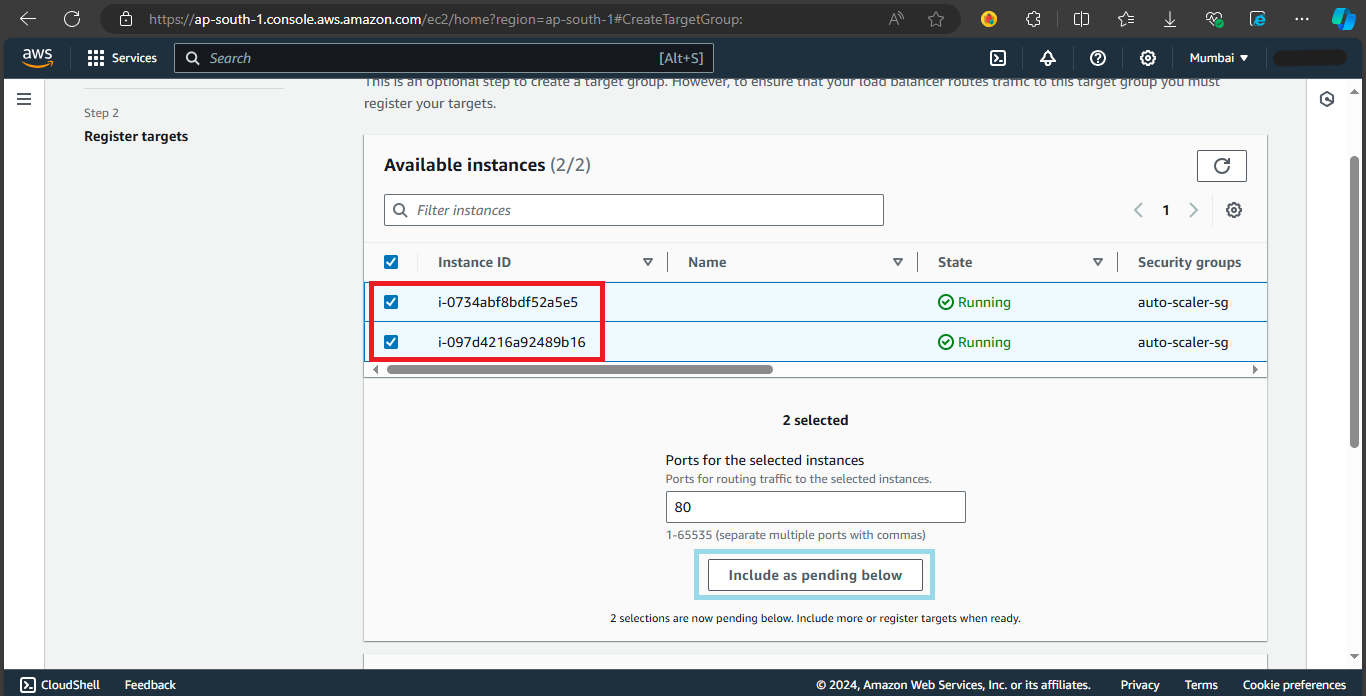 https://ap-south-1.console.aws.amazon.com/ec2/home?region=ap-south-1#CreateTargetGroup:
aws
Services
Search
[Alt+S]
Mumbai
This is an optional step to create a target group. However, to ensure that your load balancer routes traffic to this target group you must
register your targets.
Step 2
Register targets
Available instances (2/2)
Filter instances
1
Instance ID
Name
State
Security groups
i-0734abf8bdf52a5e5
Running
auto-scaler-sg
i-097d4216a92489b16
Running
auto-scaler-sg
2 selected
Ports for the selected instances
Ports for routing traffic to the selected instances.
80
1-65535 (separate multiple ports with commas)
Include as pending below
2 selections are now pending below. Include more or register targets when ready.
CloudShell
Feedback
© 2024, Amazon Web Services, Inc. or its affiliates.
Privacy
Terms
Cookie preferences